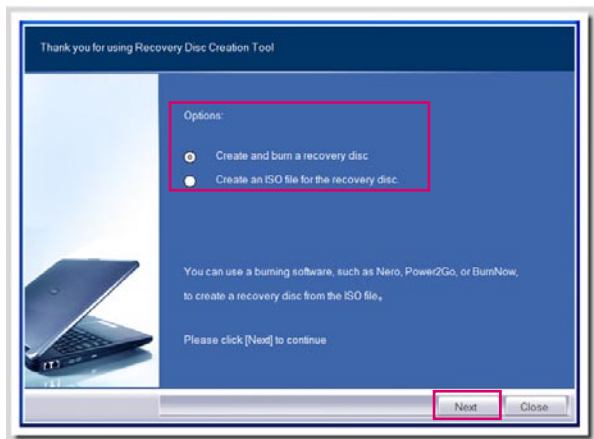 Thank you for using Recovery Disc Creation Tool
Options:
Create and burn a recovery disc
Create an ISO file for the recovery disc.
You can use a burning software, such as Nero, Power2Go, or BurnNow,
to create a recovery disc from the ISO file。
Please click [Next] to continue
Next Close